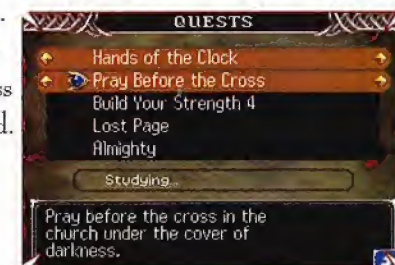 QUESTS
Hands of the Clock
Pray Before the Cross
Build Your Strength 4
Lost Page
Almighty
Studying...
Pray before the cross in the
church under the cover of
darkness.